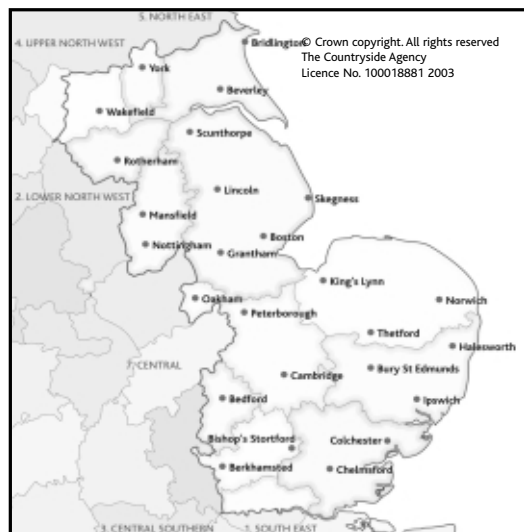 5. NORTH EAST
4. UPPER NORTH WEST
Bridlington
© Crown copyright. All rights reserved
The Countryside Agency
Licence No. 100018881 2003
York
Beverley
Wakefield
Scunthorpe
Rotherham
2. LOWER NORTH WEST
Lincoln
Skegness
Mansfield
Boston
Nottingham
Grantham
King's Lynn
Oakham
Norwich
Peterborough
Thetford
Halesworth
7. CENTRAL
Cambridge
Bury St Edmunds
Bedford
Ipswich
Bishop's Stortford
Colchester
Berkhamsted
Chelmsford
3. CENTRAL SOUTHERN
1. SOUTH EAST